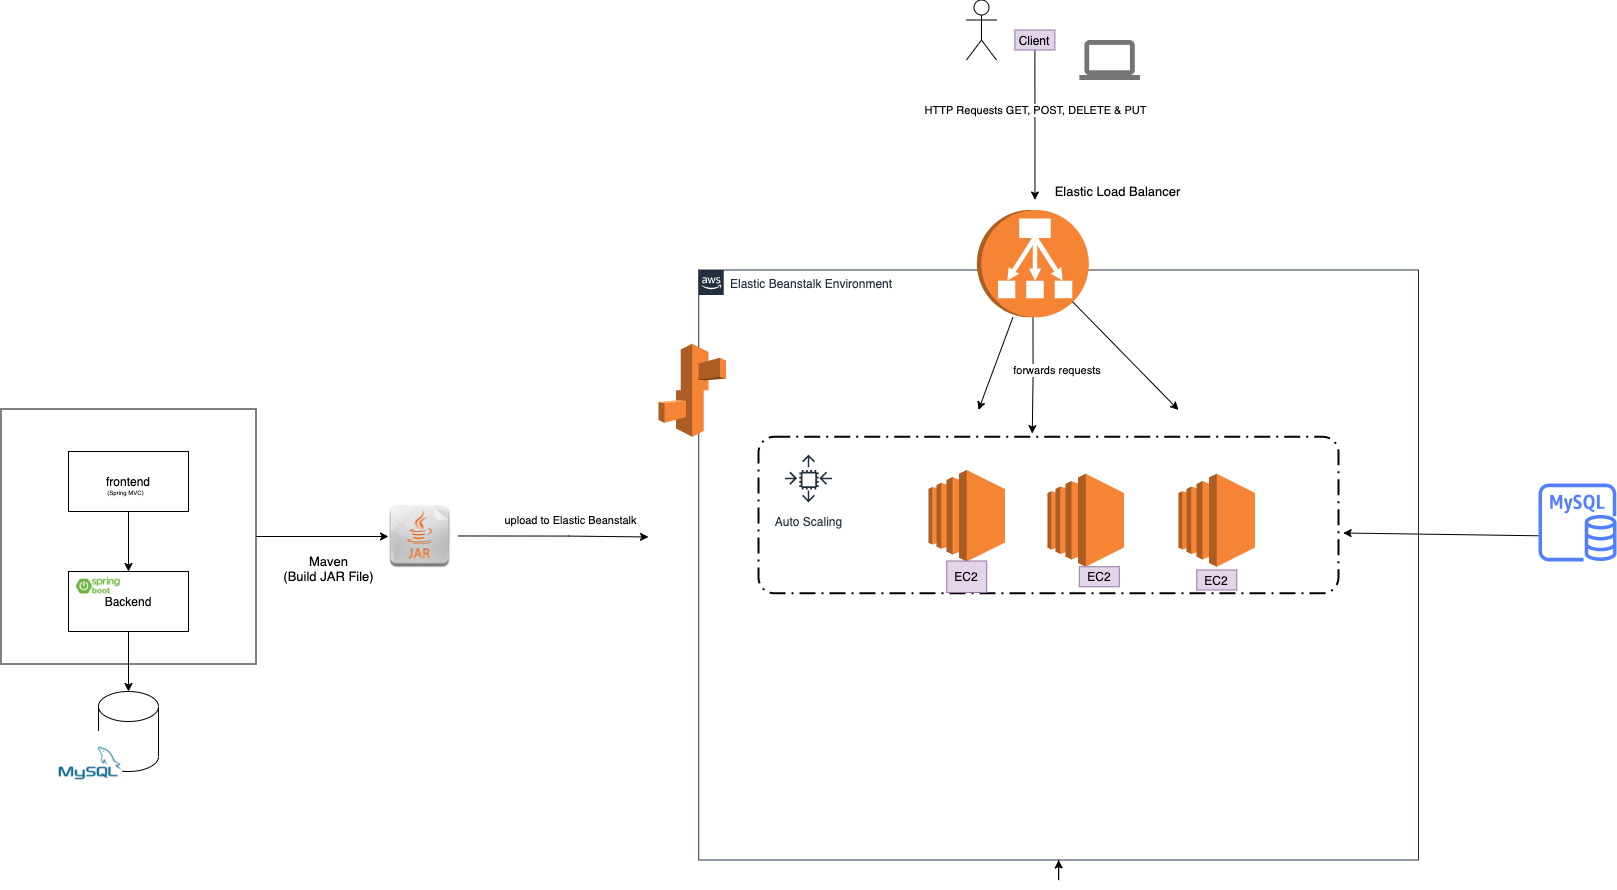 Client
HTTP Requests GET, POST, DELETE & PUT
Elastic Load Balancer
aws
Elastic Beanstalk Environment
forwards requests
frontend
(Spring MVC)
spring
boot
Backend
MySQL
Maven
(Build JAR File)
JAR
upload to Elastic Beanstalk
Auto Scaling
EC2
EC2
EC2
MySQL